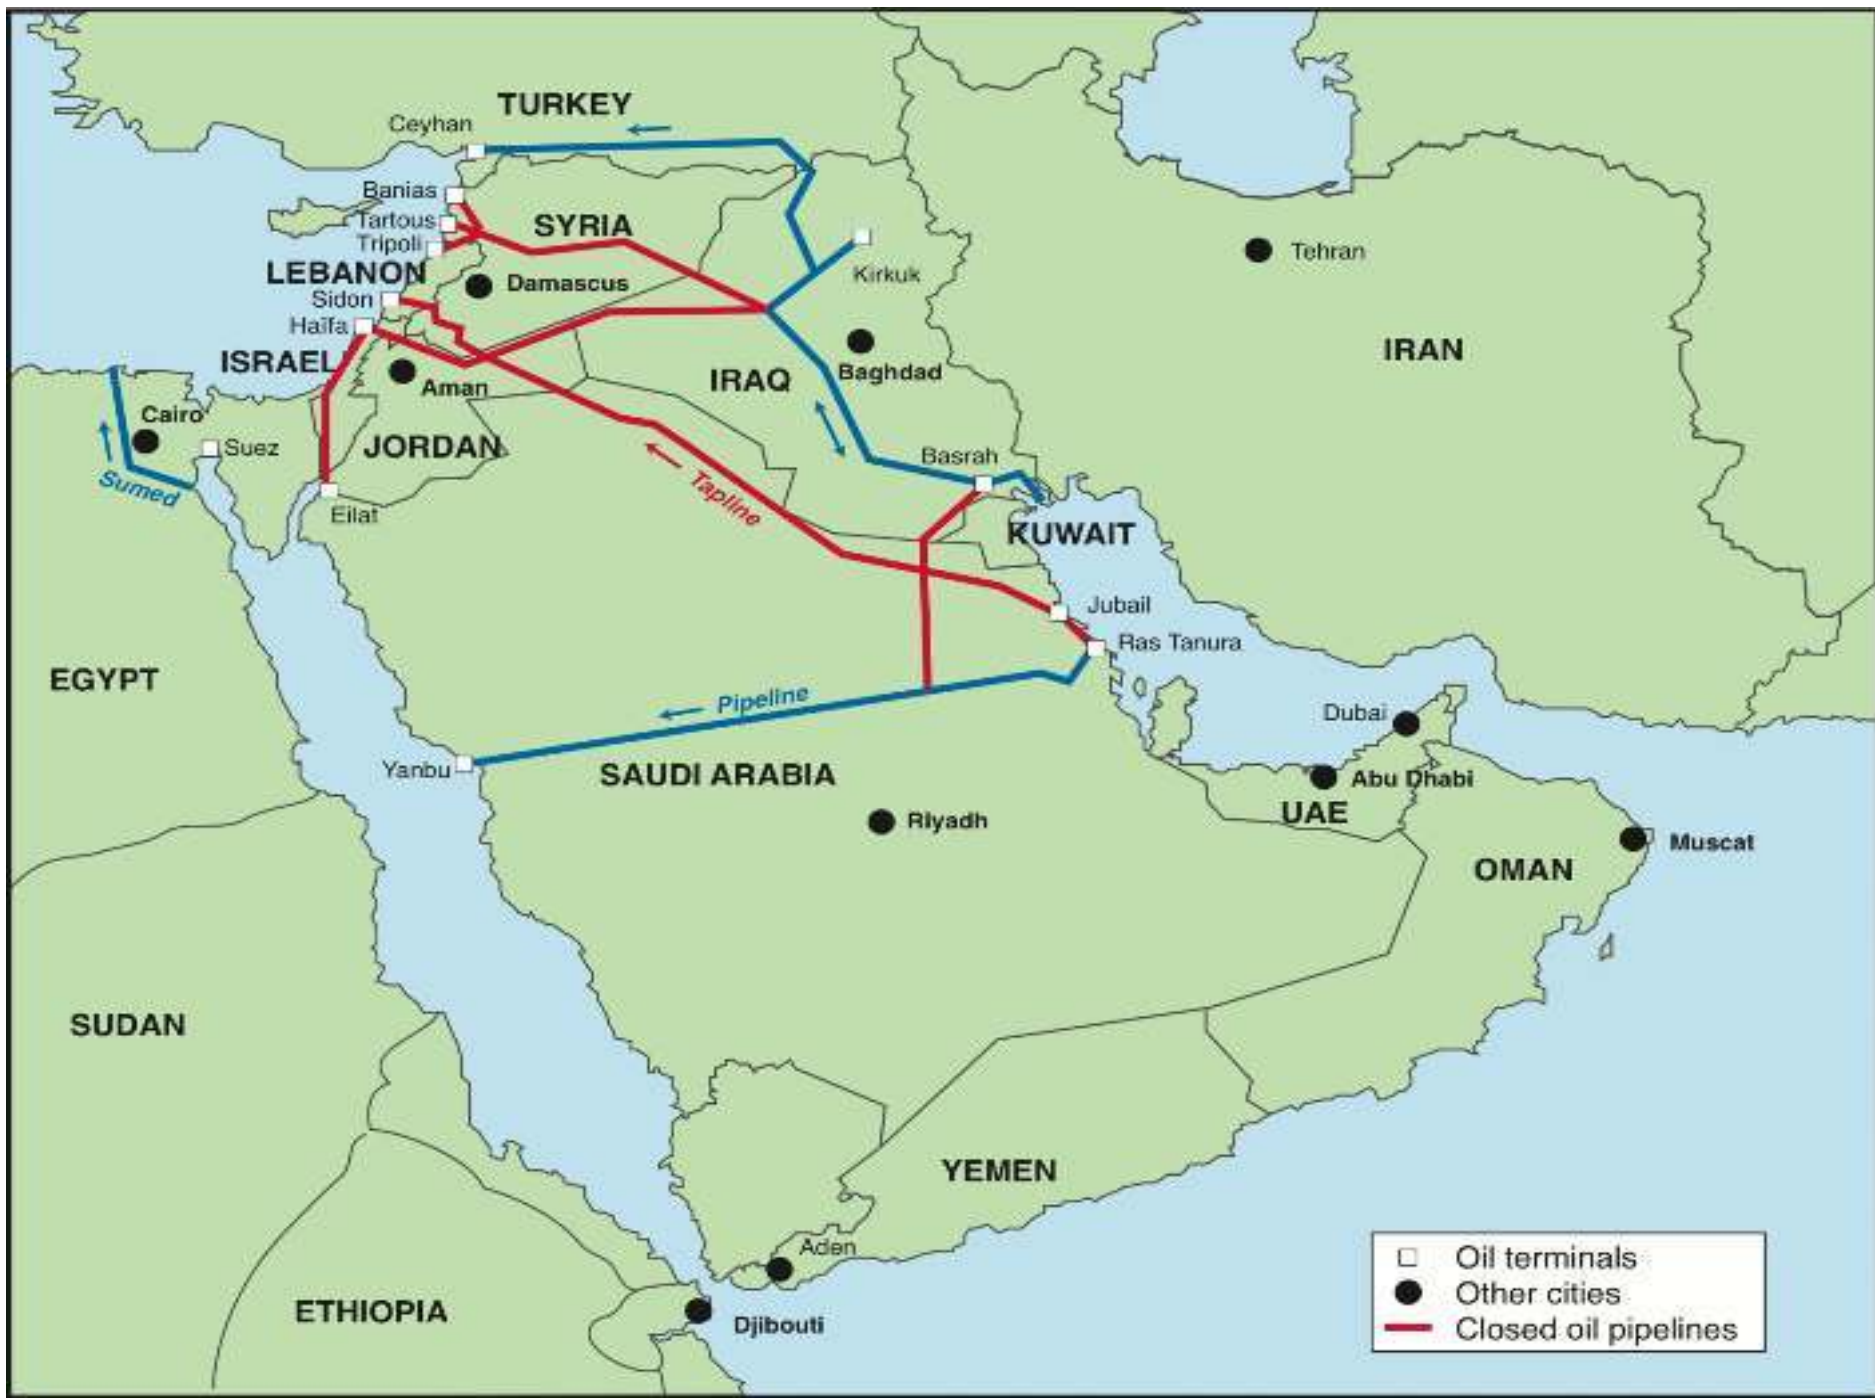 TURKEY
Ceyhan
Banias
Tartous
SYRIA
Tripoli
LEBANON
Kirkuk
Tehran
Damascus
Sidon
Haïfa
ISRAEL
IRAN
Aman
IRAQ
Baghdad
Cairo
Suez
JORDAN
Basrah
Sumed
Tapline
Eilat
KUWAIT
Jubail
Ras Tanura
EGYPT
Pipeline
Dubai
Yanbu
SAUDI ARABIA
Abu Dhabi
UAE
Riyadh
Muscat
OMAN
SUDAN
YEMEN
Aden
ETHIOPIA
Djibouti
Oil terminals
Other cities
Closed oil pipelines